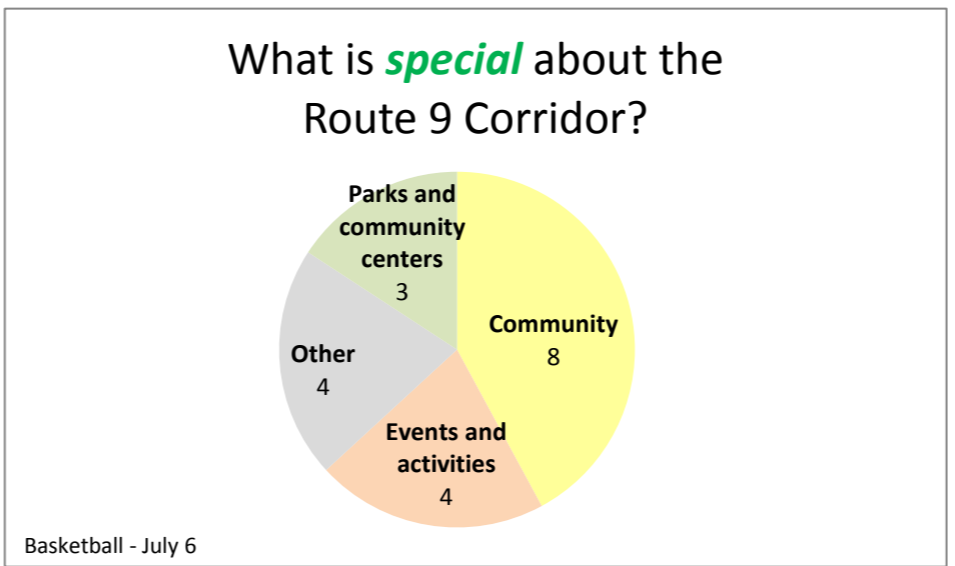 What is special about the
Route 9 Corridor?
Parks and
community
centers
3
Community
8
Other
4
Events and
activities
4
Basketball - July 6